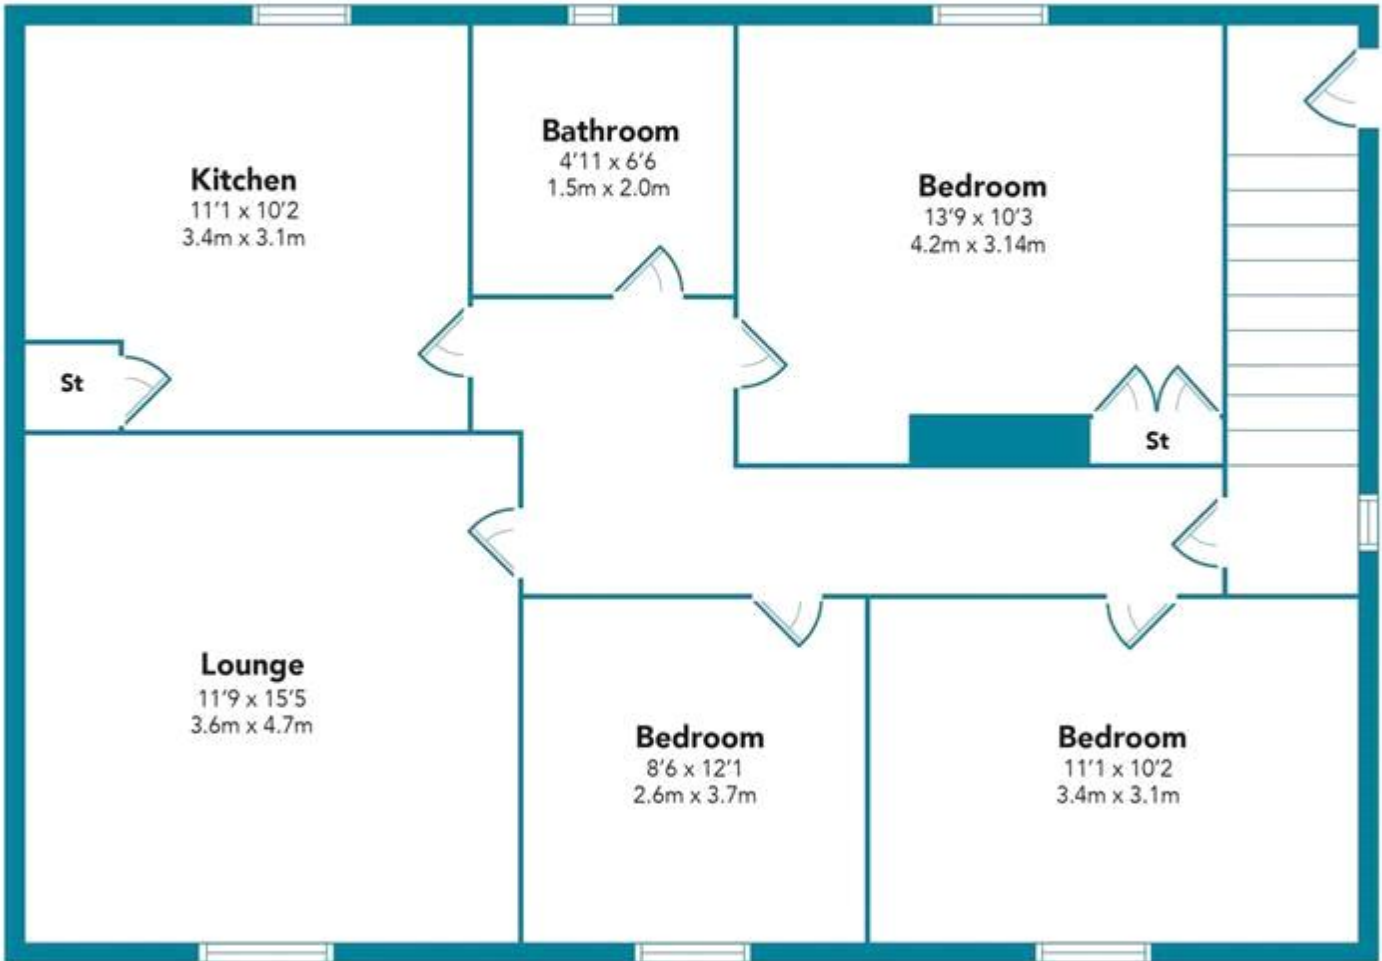 Kitchen
11'1 x 10'2
3.4m x 3.1m
Bathroom
4'11 x 6'6
1.5m x 2.0m
Bedroom
13'9 x 10'3
4.2m x 3.14m
St
St
Lounge
11'9 x 15'5
3.6m x 4.7m
Bedroom
8'6 x 12'1
2.6m x 3.7m
Bedroom
11'1 x 10'2
3.4m x 3.1m